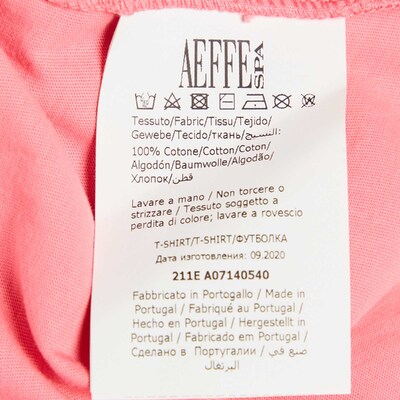 AEFFE SPA
Tessuto/Fabric/Tissu/Tejido/
Gewebe/Tecido/ткань/النسيج:
100% Cotone/Cotton/Coton/
Algodón/Baumwolle/Algodão/
Хлопок/قطن
Lavare a mano / Non torcere o
strizzare / Tessuto soggetto a
perdita di colore; lavare a rovescio
T-SHIRT/T-SHIRT/ФУТБОЛКА
Дата изготовления: 09.2020
211E A07140540
Fabbricato in Portogallo / Made in
Portugal / Fabriqué au Portugal /
Hecho en Portugal / Hergestellt in
Portugal / Fabricado em Portugal /
Сделано в Португалии / صنع في
البرتغال